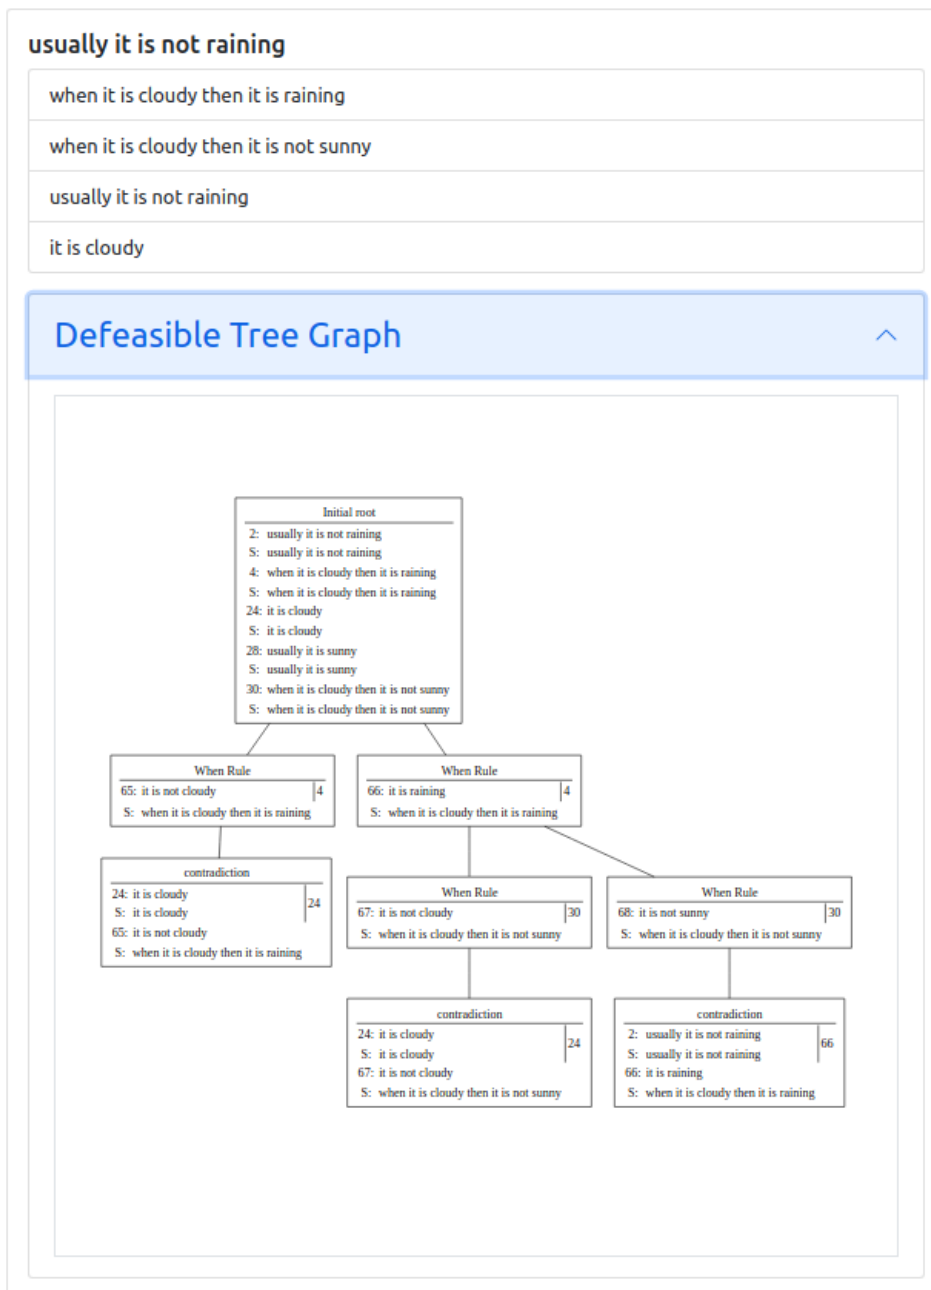 usually it is not raining
when it is cloudy then it is raining
when it is cloudy then it is not sunny
usually it is not raining
it is cloudy
Defeasible Tree Graph
Initial root
2: usually it is not raining
S: usually it is not raining
4: when it is cloudy then it is raining
S: when it is cloudy then it is raining
24: it is cloudy
S: it is cloudy
28: usually it is sunny
S: usually it is sunny
30: when it is cloudy then it is not sunny
S: when it is cloudy then it is not sunny
When Rule
65: it is not cloudy 4
S: when it is cloudy then it is raining
When Rule
66: it is raining 4
S: when it is cloudy then it is raining
contradiction
24: it is cloudy
S: it is cloudy
24
65: it is not cloudy
S: when it is cloudy then it is raining
When Rule
67: it is not cloudy 30
S: when it is cloudy then it is not sunny
When Rule
68: it is not sunny 30
S: when it is cloudy then it is not sunny
contradiction
24: it is cloudy
S: it is cloudy
24
67: it is not cloudy
S: when it is cloudy then it is not sunny
contradiction
2: usually it is not raining
S: usually it is not raining
66
66: it is raining
S: when it is cloudy then it is raining